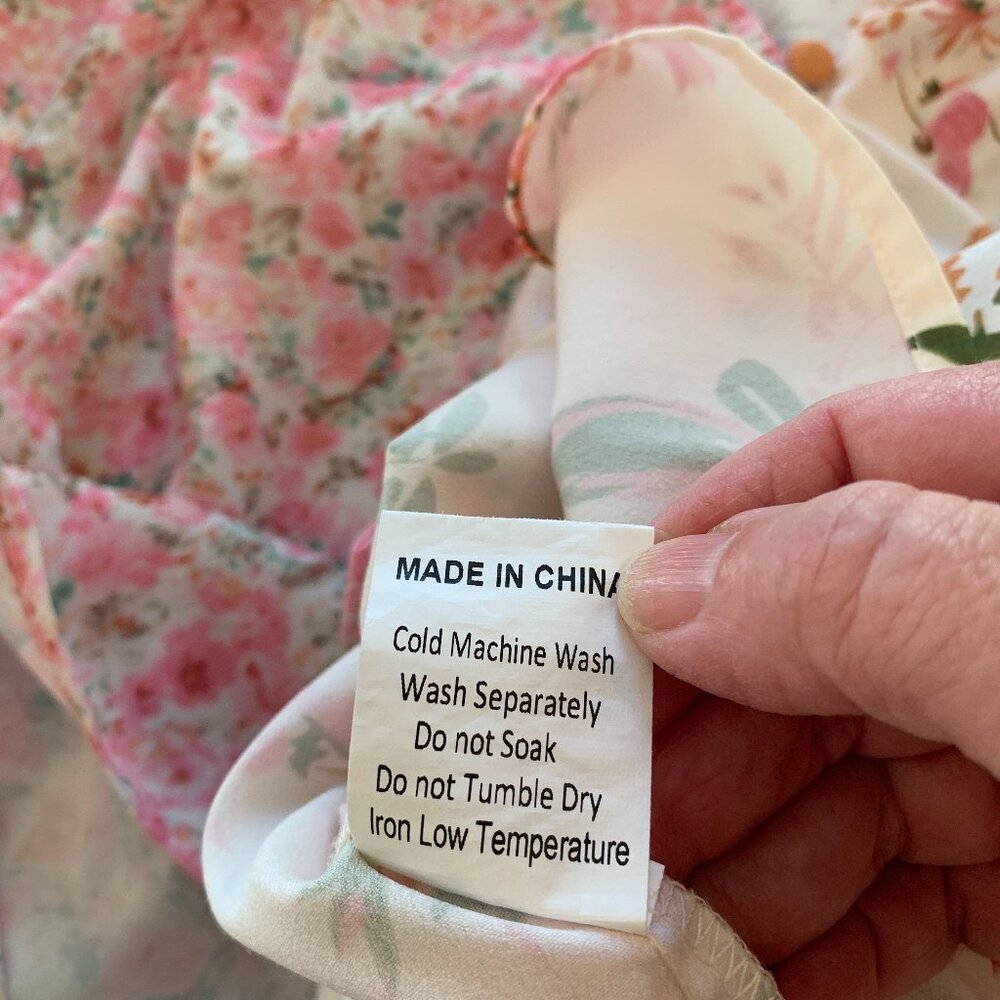 MADE IN CHINA
Cold Machine Wash
Wash Separately
Do not Soak
Do not Tumble Dry
Iron Low Temperature